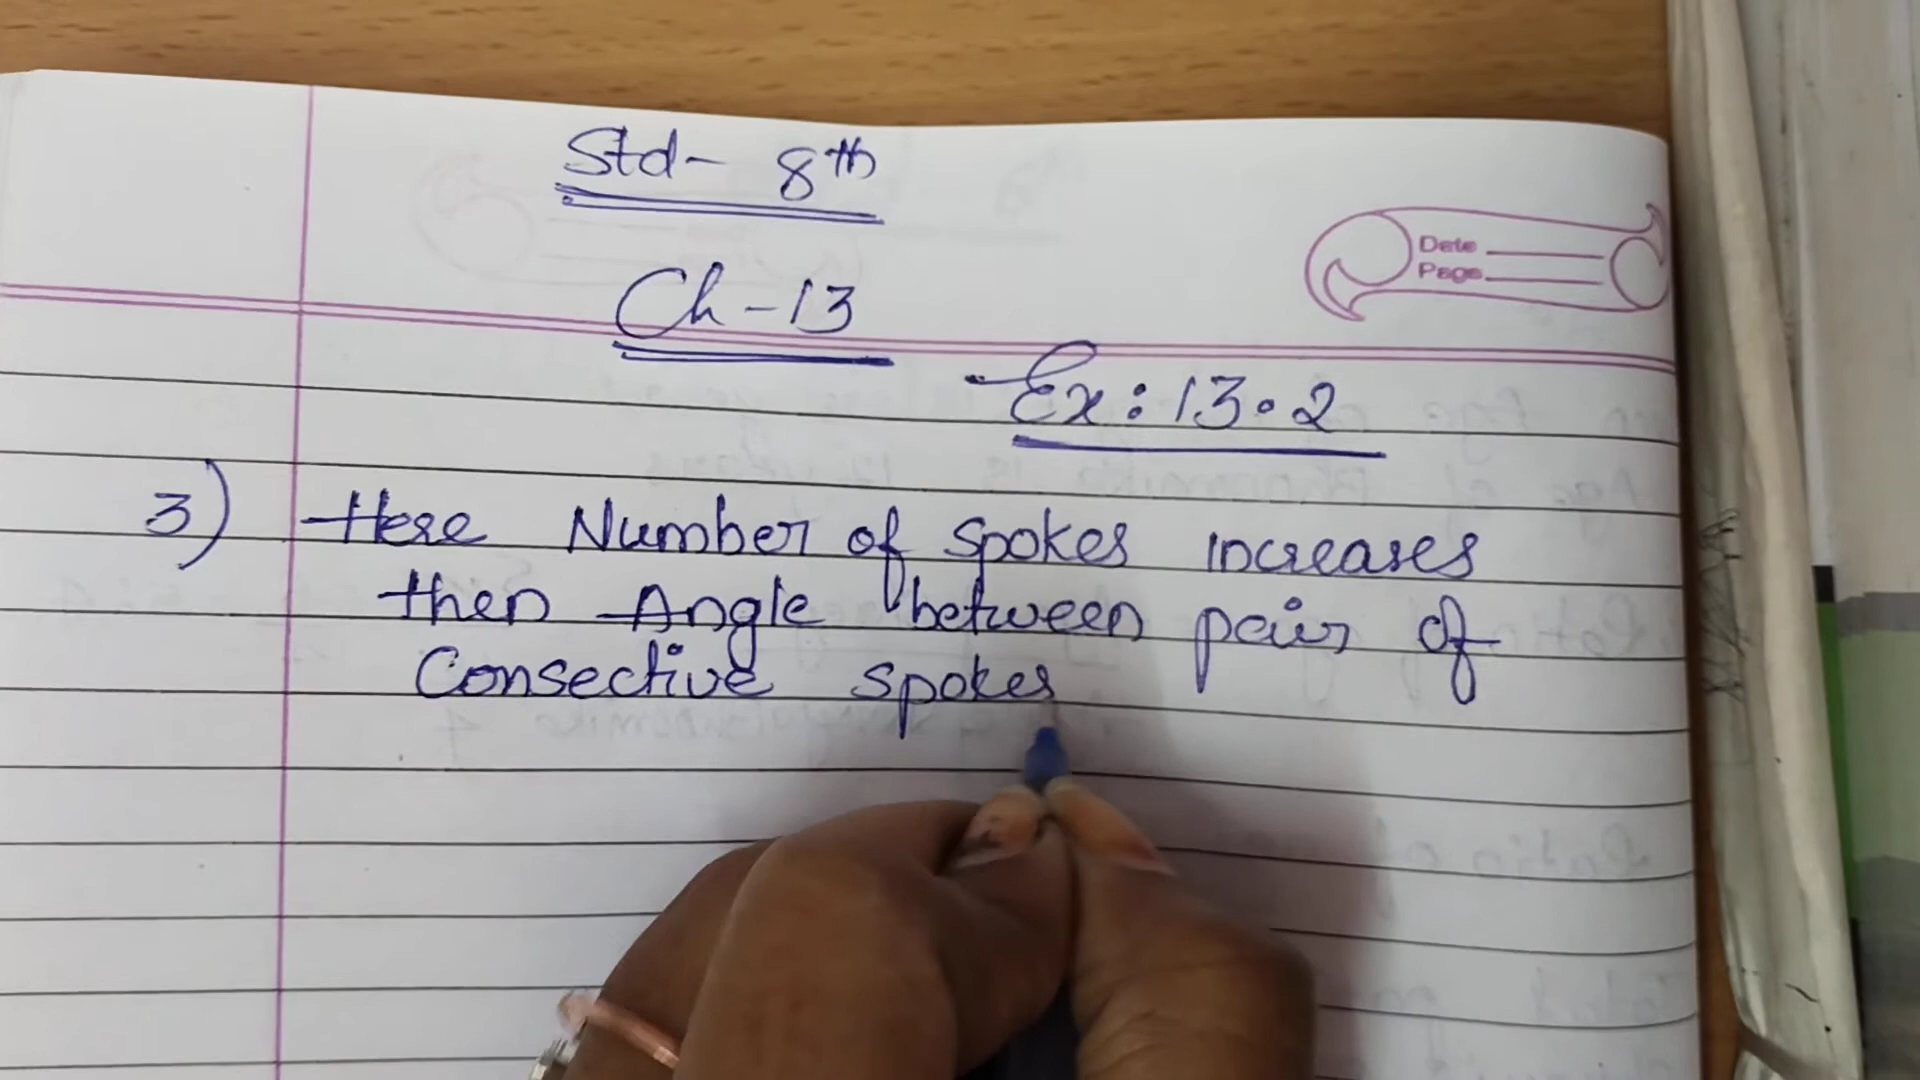 Std- 8th
Ch-13
Date
Page
Ex: 13.2
3) Here Number of spokes increases
then Angle between pair of
Consective spokes